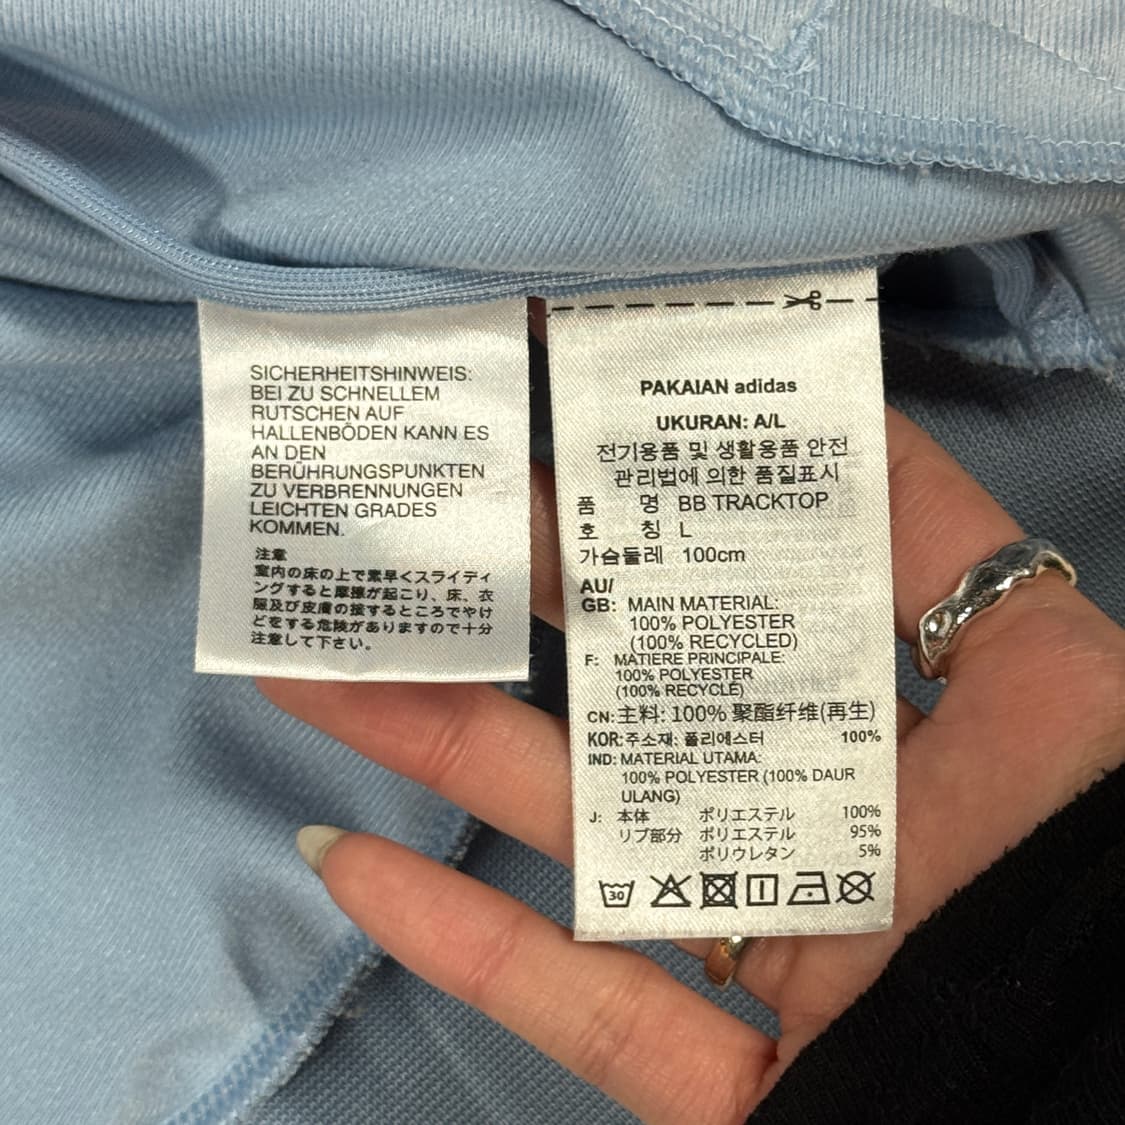 SICHERHEITSHINWEIS:
BEI ZU SCHNELLEM
RUTSCHEN AUF
HALLENBÖDEN KANN ES
AN DEN
BERÜHRUNGSPUNKTEN
ZU VERBRENNUNGEN
LEICHTEN GRADES
KOMMEN.
注意
室内の床の上で素早くスライディ
ングすると摩擦が起こり、床、衣
服及び皮膚の接するところでやけ
どをする危険がありますので十分
注意して下さい。
PAKAIAN adidas
UKURAN: A/L
전기용품 및 생활용품 안전
관리법에 의한 품질표시
품 명 BB TRACKTOP
호 칭 L
가슴둘레 100cm
AU/
GB: MAIN MATERIAL:
100% POLYESTER
(100% RECYCLED)
F: MATIERE PRINCIPALE:
100% POLYESTER
(100% RECYCLÉ)
CN: 主料: 100% 聚酯纤维(再生)
KOR: 주소재: 폴리에스터 100%
IND: MATERIAL UTAMA:
100% POLYESTER (100% DAUR
ULANG)
J: 本体 ポリエステル 100%
リブ部分 ポリエステル 95%
ポリウレタン 5%
30